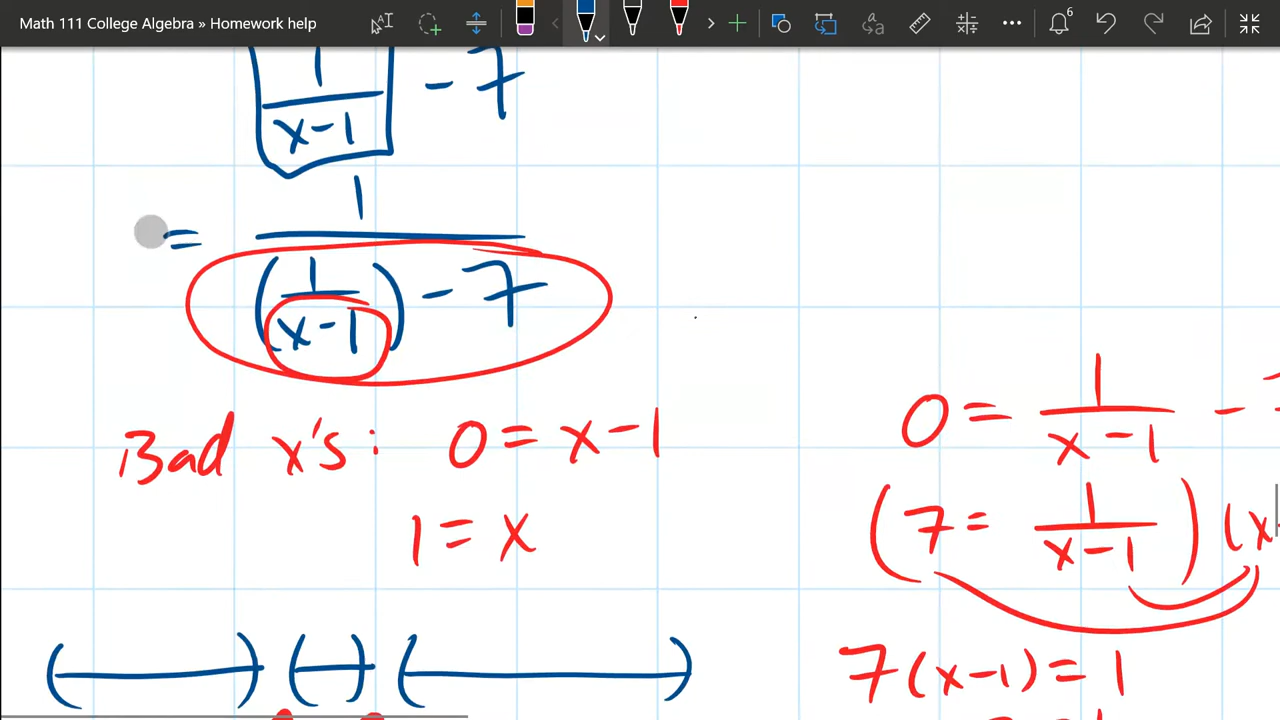 Math 111 College Algebra » Homework help
6
1
x-1
- 7
= 1
(1
x-1) - 7
Bad x's: 0 = x-1
1 = x
0 = 1
x-1 -
(7 = 1
x-1) (x
7(x-1) = 1